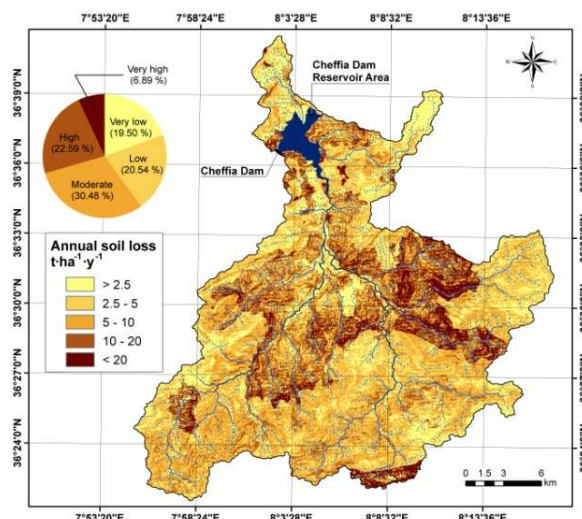 7°53'20"E 7°58'24"E 8°3'28"E 8°8'32"E 8°13'36"E
Very high
(6.89 %)
Very low
(19.50 %)
High
(22.59 %)
Low
(20.54 %)
Moderate
(30.48 %)
Cheffia Dam
Reservoir Area
Cheffia Dam
N
W E
S
36°39'0"N
36°36'0"N
36°33'0"N
36°30'0"N
36°27'0"N
36°24'0"N
Annual soil loss
t·ha⁻¹·y⁻¹
> 2.5
2.5 - 5
5 - 10
10 - 20
< 20
0 1.5 3 6
km
7°53'20"E 7°58'24"E 8°3'28"E 8°8'32"E 8°13'36"E